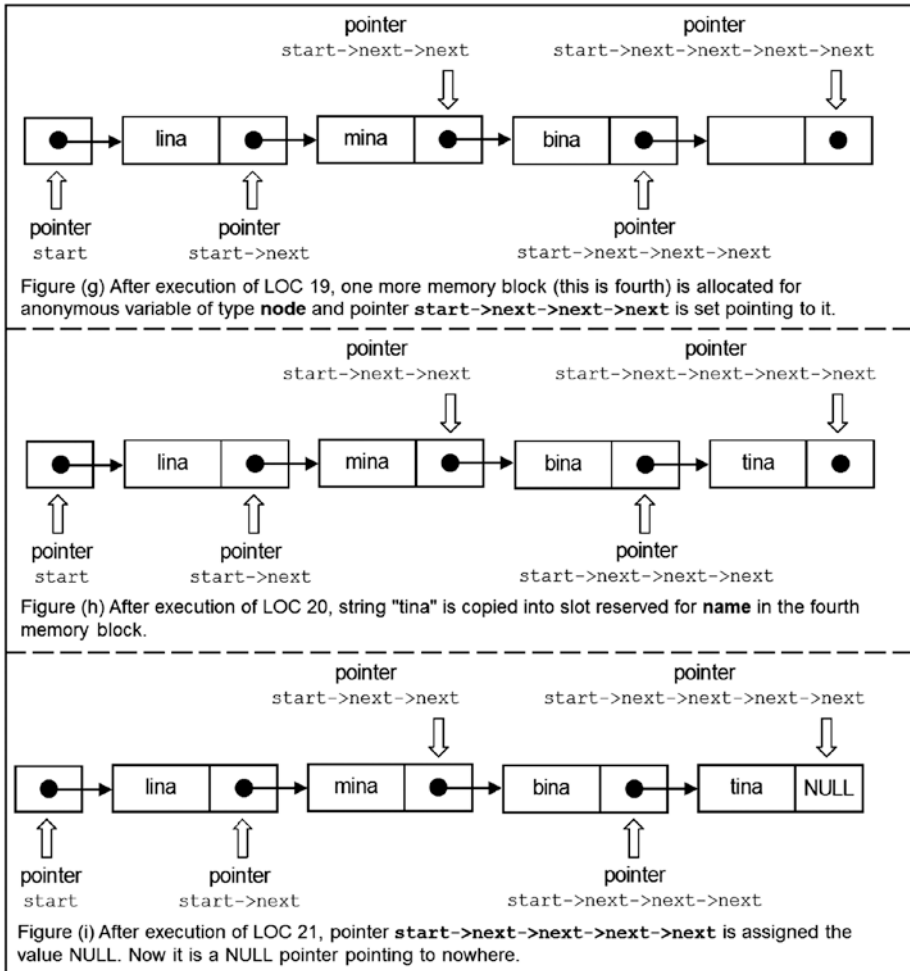 pointer pointer
start->next->next start->next->next->next->next
lina mina bina
pointer pointer pointer
start start->next start->next->next->next
Figure (g) After execution of LOC 19, one more memory block (this is fourth) is allocated for
anonymous variable of type node and pointer start->next->next->next is set pointing to it.
pointer pointer
start->next->next start->next->next->next->next
lina mina bina tina
pointer pointer pointer
start start->next start->next->next->next
Figure (h) After execution of LOC 20, string "tina" is copied into slot reserved for name in the fourth
memory block.
pointer pointer
start->next->next start->next->next->next->next
lina mina bina tina NULL
pointer pointer pointer
start start->next start->next->next->next
Figure (i) After execution of LOC 21, pointer start->next->next->next->next is assigned the
value NULL. Now it is a NULL pointer pointing to nowhere.